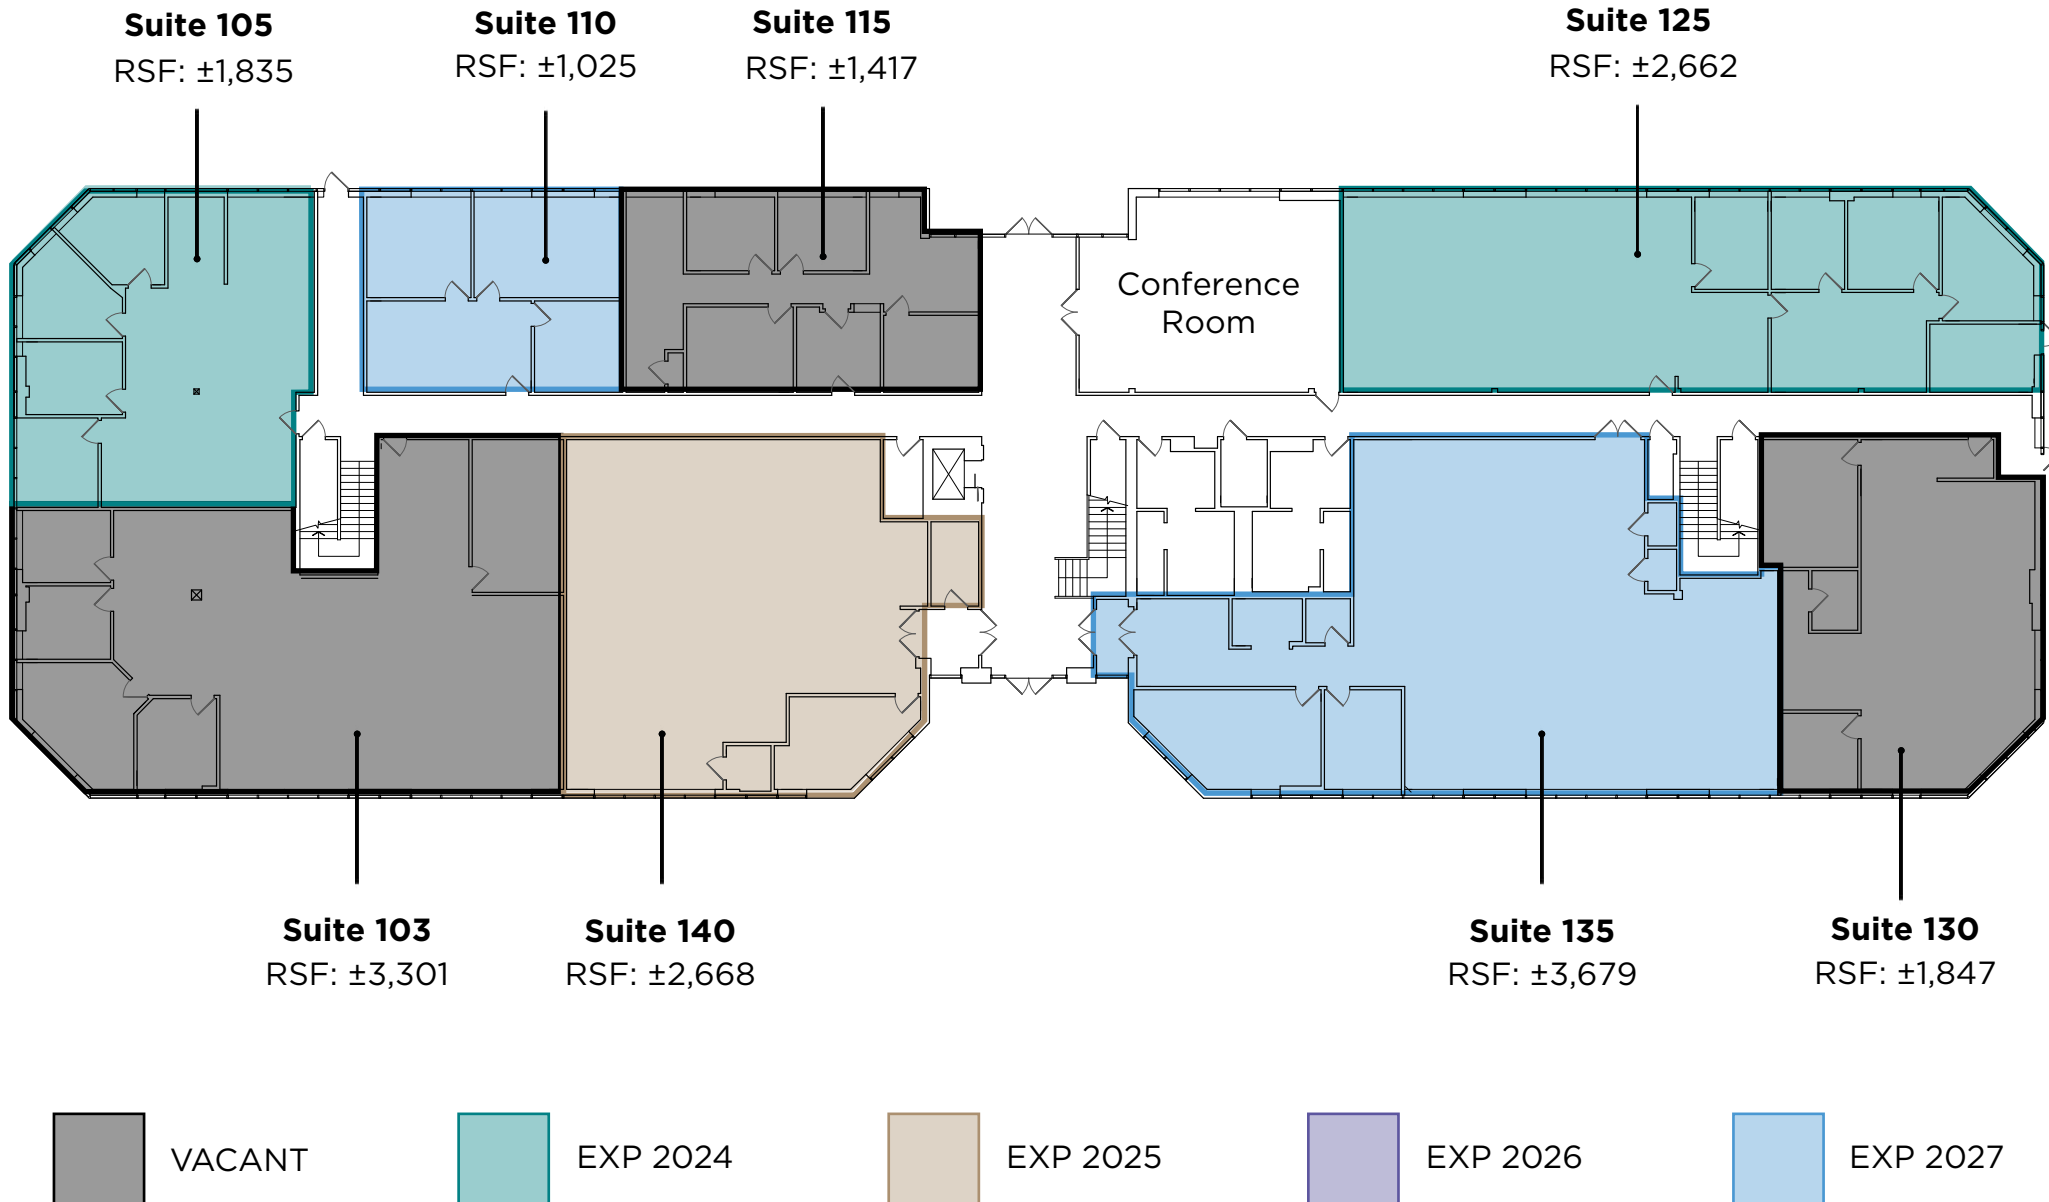 Suite 105
RSF: ±1,835
Suite 110
RSF: ±1,025
Suite 115
RSF: ±1,417
Suite 125
RSF: ±2,662
Conference
Room
Suite 103
RSF: ±3,301
Suite 140
RSF: ±2,668
Suite 135
RSF: ±3,679
Suite 130
RSF: ±1,847
VACANT
EXP 2024
EXP 2025
EXP 2026
EXP 2027